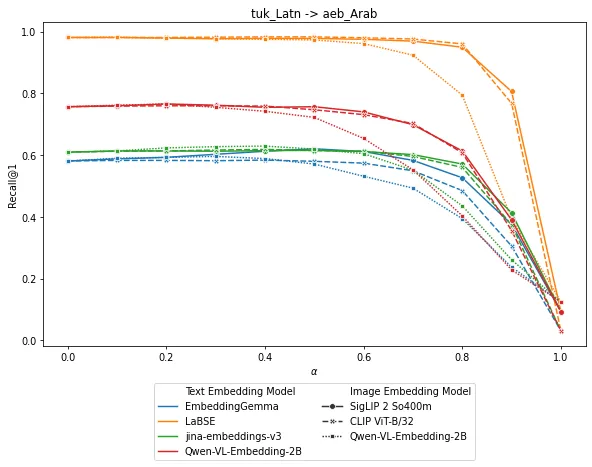 tuk_Latn -> aeb_Arab
Recall@1
1.0
0.8
0.6
0.4
0.2
0.0
0.0 0.2 0.4 0.6 0.8 1.0
α
Text Embedding Model Image Embedding Model
EmbeddingGemma SigLIP 2 So400m
LaBSE CLIP ViT-B/32
jina-embeddings-v3 Qwen-VL-Embedding-2B
Qwen-VL-Embedding-2B